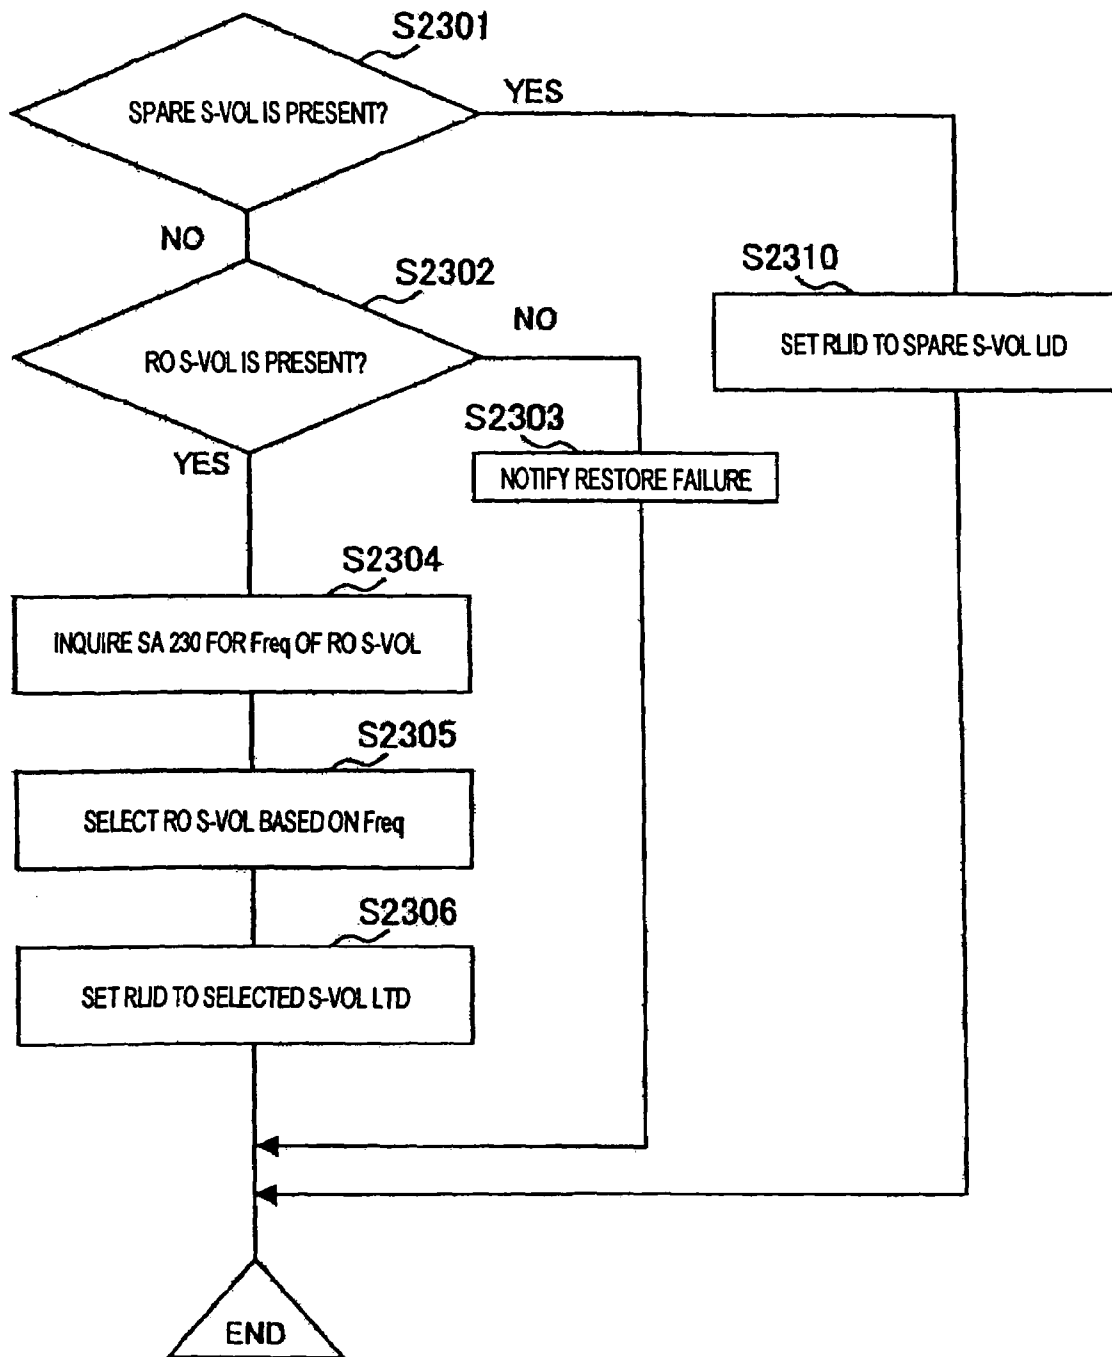 S2301
SPARE S-VOL IS PRESENT?
YES
NO
S2302
RO S-VOL IS PRESENT?
NO
S2310
SET RLID TO SPARE S-VOL LID
S2303
NOTIFY RESTORE FAILURE
YES
S2304
INQUIRE SA 230 FOR Freq OF RO S-VOL
S2305
SELECT RO S-VOL BASED ON Freq
S2306
SET RLID TO SELECTED S-VOL LTD
END